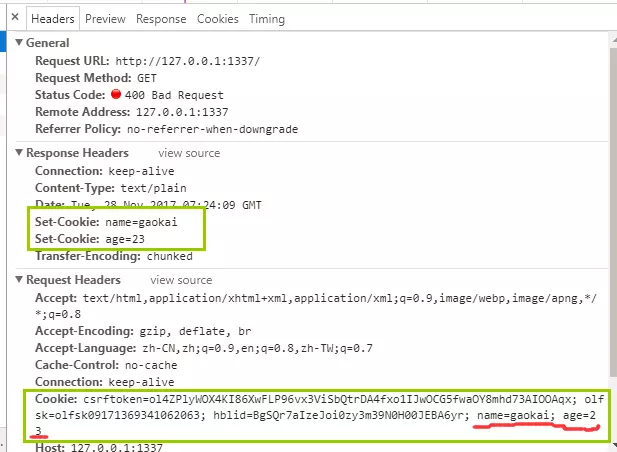 × Headers Preview Response Cookies Timing
▼ General
Request URL: http://127.0.0.1:1337/
Request Method: GET
Status Code: 400 Bad Request
Remote Address: 127.0.0.1:1337
Referrer Policy: no-referrer-when-downgrade
▼ Response Headers view source
Connection: keep-alive
Content-Type: text/plain
Date: Tue, 28 Nov 2017 07:24:09 GMT
Set-Cookie: name=gaokai
Set-Cookie: age=23
Transfer-Encoding: chunked
▼ Request Headers view source
Accept: text/html,application/xhtml+xml,application/xml;q=0.9,image/webp,image/apng,*/
*;q=0.8
Accept-Encoding: gzip, deflate, br
Accept-Language: zh-CN,zh;q=0.9,en;q=0.8,zh-TW;q=0.7
Cache-Control: no-cache
Connection: keep-alive
Cookie: csrftoken=ol4ZPlyWOX4KI86XwFLP96vx3ViSbQtrDA4fxo1IJwOCG5fwaOY8mhd73AIOOAqx; olf
sk=olfsk09171369341062063; hblid=BgSQr7aIzeJoi0zy3m39N0H00JEBA6yr; name=gaokai; age=2
3
Host: 127.0.0.1:1337